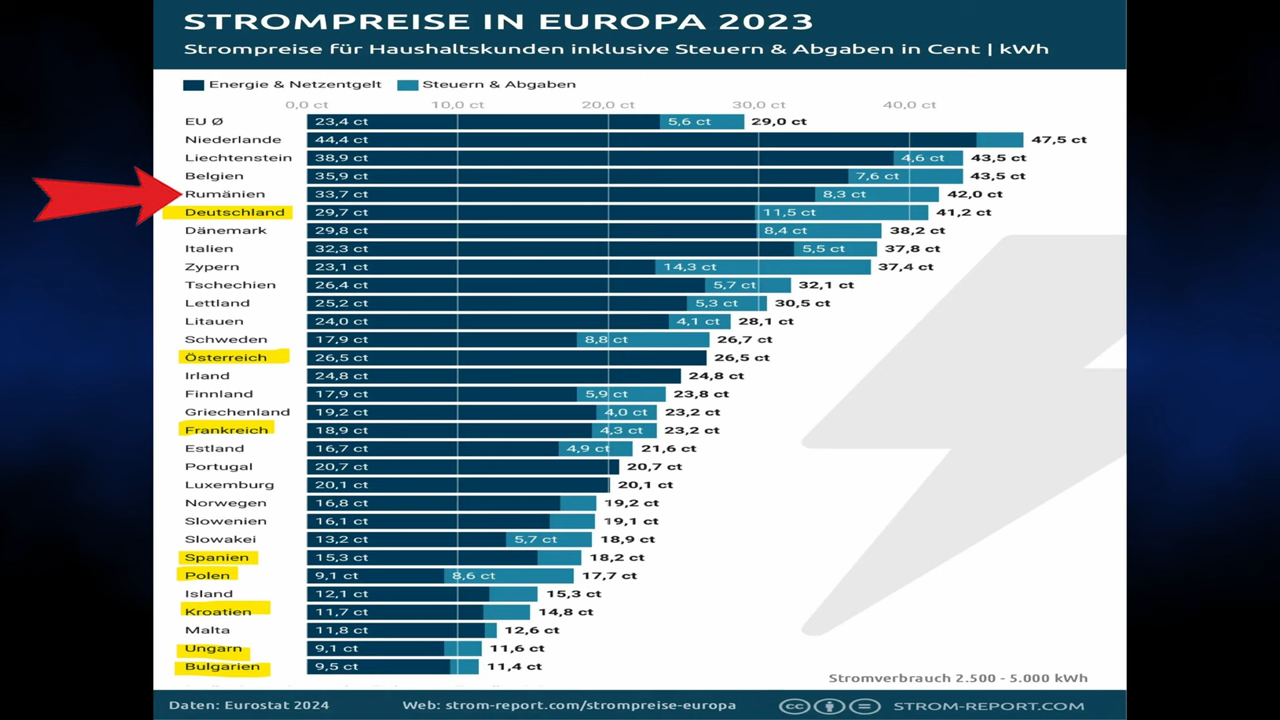 STROMPREISE IN EUROPA 2023
Strompreise für Haushaltskunden inklusive Steuern & Abgaben in Cent | kWh
Energie & Netzentgelt Steuern & Abgaben
0,0 ct 10,0 ct 20,0 ct 30,0 ct 40,0 ct
EU Ø 23,4 ct 5,6 ct 29,0 ct
Niederlande 44,4 ct 47,5 ct
Liechtenstein 38,9 ct 4,6 ct 43,5 ct
Belgien 35,9 ct 7,6 ct 43,5 ct
Rumänien 33,7 ct 8,3 ct 42,0 ct
Deutschland 29,7 ct 11,5 ct 41,2 ct
Dänemark 29,8 ct 8,4 ct 38,2 ct
Italien 32,3 ct 5,5 ct 37,8 ct
Zypern 23,1 ct 14,3 ct 37,4 ct
Tschechien 26,4 ct 5,7 ct 32,1 ct
Lettland 25,2 ct 5,3 ct 30,5 ct
Litauen 24,0 ct 4,1 ct 28,1 ct
Schweden 17,9 ct 8,8 ct 26,7 ct
Österreich 26,5 ct 26,5 ct
Irland 24,8 ct 24,8 ct
Finnland 17,9 ct 5,9 ct 23,8 ct
Griechenland 19,2 ct 4,0 ct 23,2 ct
Frankreich 18,9 ct 4,3 ct 23,2 ct
Estland 16,7 ct 4,9 ct 21,6 ct
Portugal 20,7 ct 20,7 ct
Luxemburg 20,1 ct 20,1 ct
Norwegen 16,8 ct 19,2 ct
Slowenien 16,1 ct 19,1 ct
Slowakei 13,2 ct 5,7 ct 18,9 ct
Spanien 15,3 ct 18,2 ct
Polen 9,1 ct 8,6 ct 17,7 ct
Island 12,1 ct 15,3 ct
Kroatien 11,7 ct 14,8 ct
Malta 11,8 ct 12,6 ct
Ungarn 9,1 ct 11,6 ct
Bulgarien 9,5 ct 11,4 ct
Stromverbrauch 2.500 - 5.000 kWh
Daten: Eurostat 2024 Web: strom-report.com/strompreise-europa cc STROM-REPORT.COM